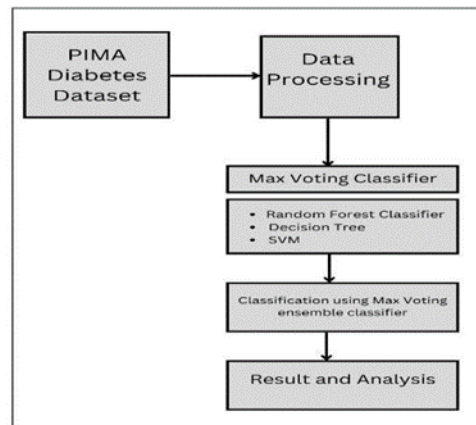 PIMA
Diabetes
Dataset
Data
Processing
Max Voting Classifier
• Random Forest Classifier
• Decision Tree
• SVM
Classification using Max Voting
ensemble classifier
Result and Analysis